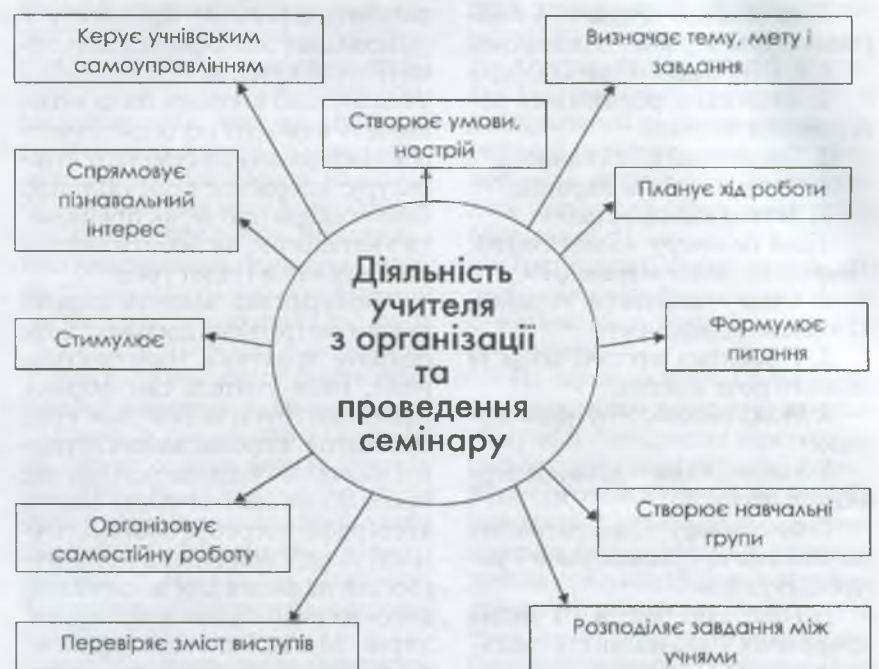 Керує учнівським
самоуправлінням
Визначає тему, мету і
завдання
Створює умови,
настрій
Спрямовує
пізнавальний
інтерес
Планує хід роботи
Діяльність
учителя
з організації
та
проведення
семінару
Стимулює
Формулює
питання
Організовує
самостійну роботу
Створює навчальні
групи
Перевіряє зміст виступів
Розподіляє завдання між
учнями